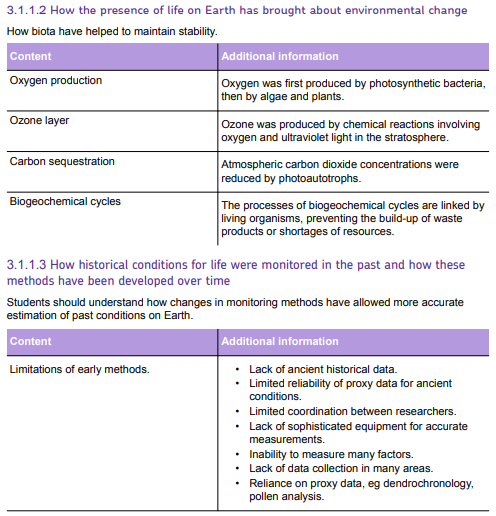 3.1.1.2 How the presence of life on Earth has brought about environmental change
How biota have helped to maintain stability.
Content
Additional information
Oxygen production
Oxygen was first produced by photosynthetic bacteria,
then by algae and plants.
Ozone layer
Ozone was produced by chemical reactions involving
oxygen and ultraviolet light in the stratosphere.
Carbon sequestration
Atmospheric carbon dioxide concentrations were
reduced by photoautotrophs.
Biogeochemical cycles
The processes of biogeochemical cycles are linked by
living organisms, preventing the build-up of waste
products or shortages of resources.
3.1.1.3 How historical conditions for life were monitored in the past and how these
methods have been developed over time
Students should understand how changes in monitoring methods have allowed more accurate
estimation of past conditions on Earth.
Content
Additional information
Limitations of early methods.
• Lack of ancient historical data.
• Limited reliability of proxy data for ancient
conditions.
• Limited coordination between researchers.
• Lack of sophisticated equipment for accurate
measurements.
• Inability to measure many factors.
• Lack of data collection in many areas.
• Reliance on proxy data, eg dendrochronology,
pollen analysis.